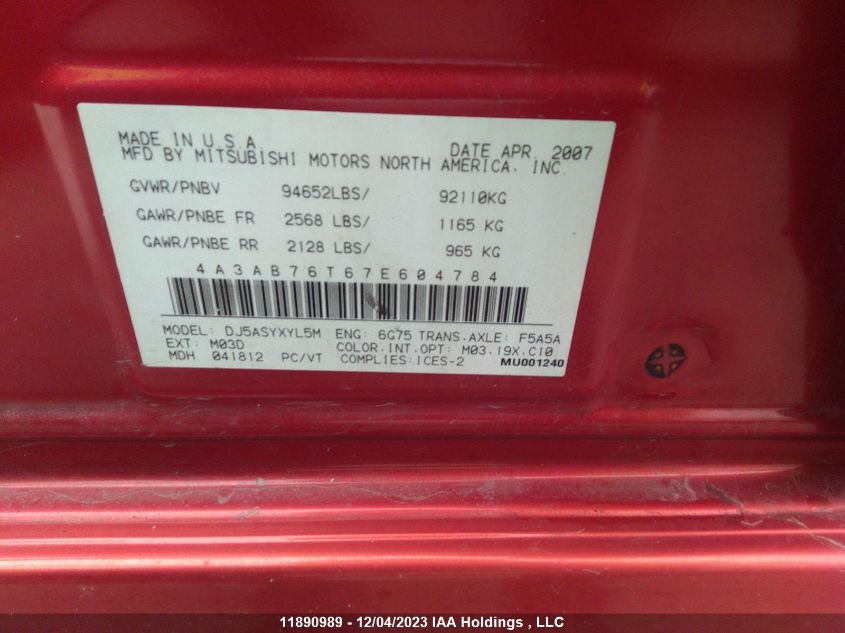 MADE IN U.S.A. DATE APR. 2007
MFD BY MITSUBISHI MOTORS NORTH AMERICA, INC.
GVWR/PNBV 94652LBS/ 92110KG
GAWR/PNBE FR 2568 LBS/ 1165 KG
GAWR/PNBE RR 2128 LBS/ 965 KG
4A3AB76T67E604784
MODEL: DJ5ASYXYL5M ENG: 6G75 TRANS.AXLE: F5A5A
EXT: M03D COLOR.INT.OPT: M03.19X.C10
MDH 041812 PC/VT COMPLIES:ICES-2 MU001240
11890989 - 12/04/2023 IAA Holdings , LLC